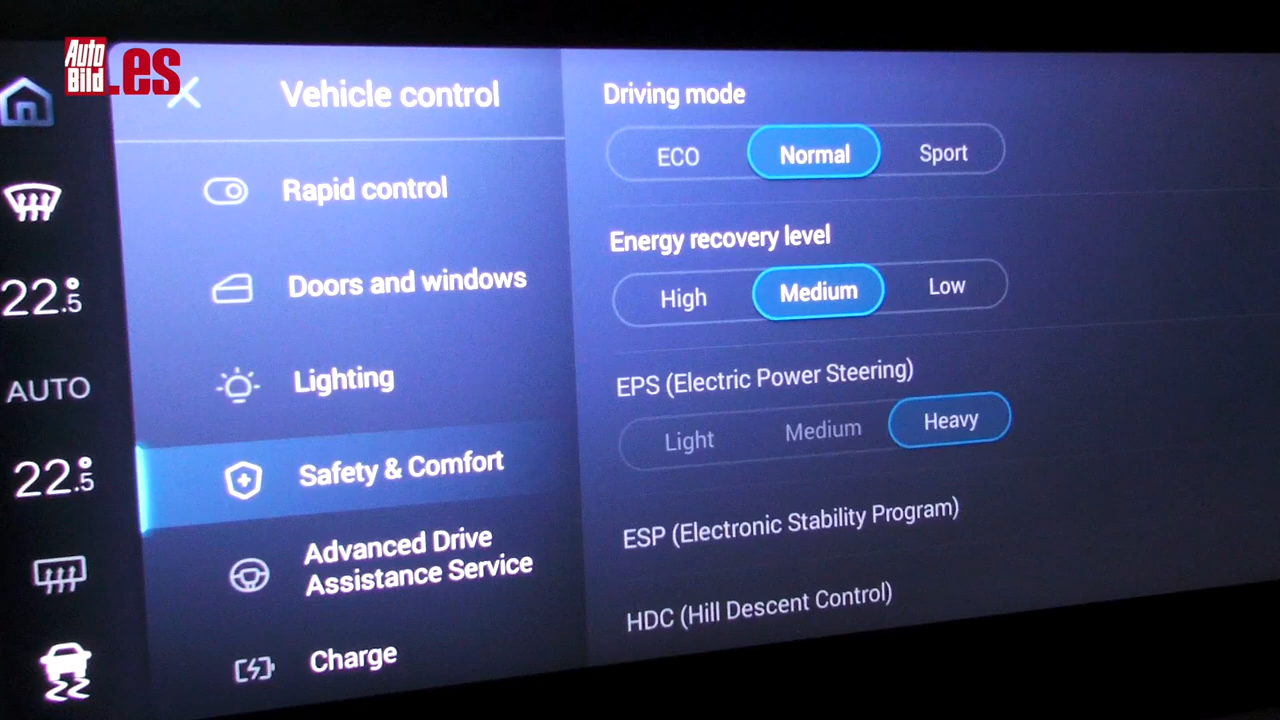 Auto
Bild
.es
Vehicle control
Rapid control
Doors and windows
Lighting
Safety & Comfort
Advanced Drive
Assistance Service
Charge
22.5
AUTO
22.5
Driving mode
ECO Normal Sport
Energy recovery level
High Medium Low
EPS (Electric Power Steering)
Light Medium Heavy
ESP (Electronic Stability Program)
HDC (Hill Descent Control)